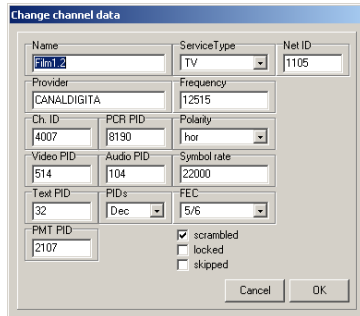 Change channel data
Name ServiceType Net ID
Film1.2 TV 1105
Provider Frequency
CANALDIGITA 12515
Ch. ID PCR PID Polarity
4007 8190 hor
Video PID Audio PID Symbol rate
514 104 22000
Text PID PIDs FEC
32 Dec 5/6
PMT PID
2107
scrambled
locked
skipped
Cancel OK